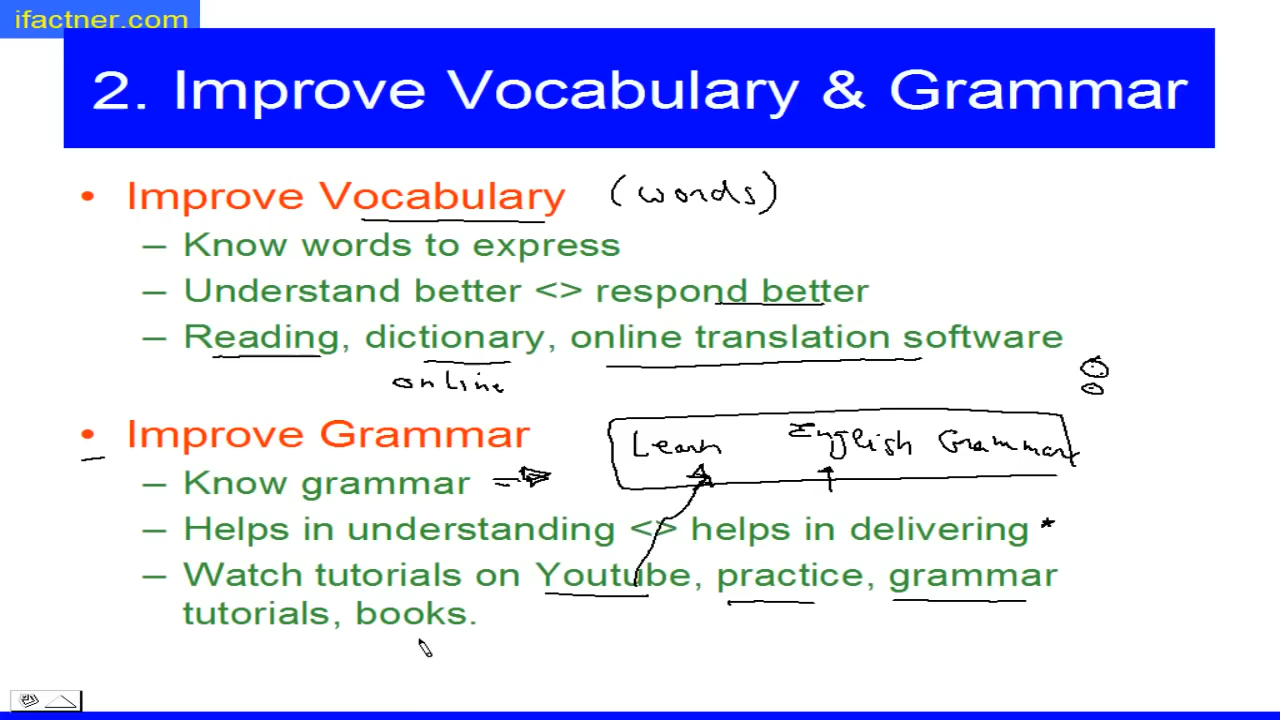 ifactner.com
2. Improve Vocabulary & Grammar
• Improve Vocabulary (words)
– Know words to express
– Understand better <> respond better
– Reading, dictionary, online translation software
online
• Improve Grammar
Learn English Grammar
– Know grammar
– Helps in understanding <> helps in delivering *
– Watch tutorials on Youtube, practice, grammar
tutorials, books.